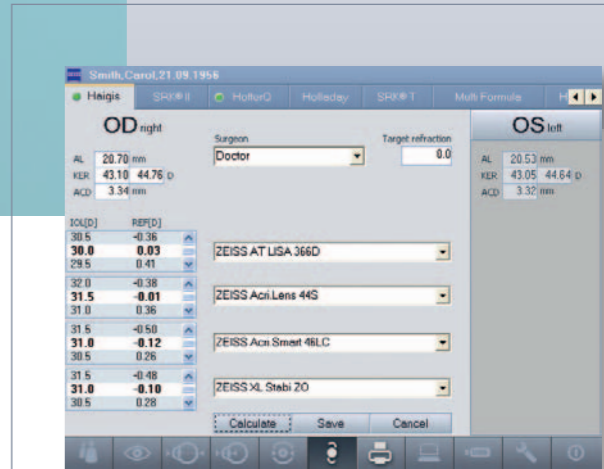 ZEISS Smith, Carol, 21.09.1956
Haigis SRK® II HofferQ Holladay SRK® T Multi Formula H
OD right
Surgeon
Target refraction
Doctor
0.0
AL 20.70 mm
KER 43.10 44.76 D
ACD 3.34 mm
OS left
AL 20.53 mm
KER 43.05 44.64 D
ACD 3.32 mm
IOL[D] REF[D]
30.5 -0.36
30.0 0.03
29.5 0.41
ZEISS AT LISA 366D
32.0 -0.38
31.5 -0.01
31.0 0.36
ZEISS Acri.Lens 44S
31.5 -0.50
31.0 -0.12
30.5 0.26
ZEISS Acri.Smart 46LC
31.5 -0.48
31.0 -0.10
30.5 0.28
ZEISS XL Stabi ZO
Calculate Save Cancel